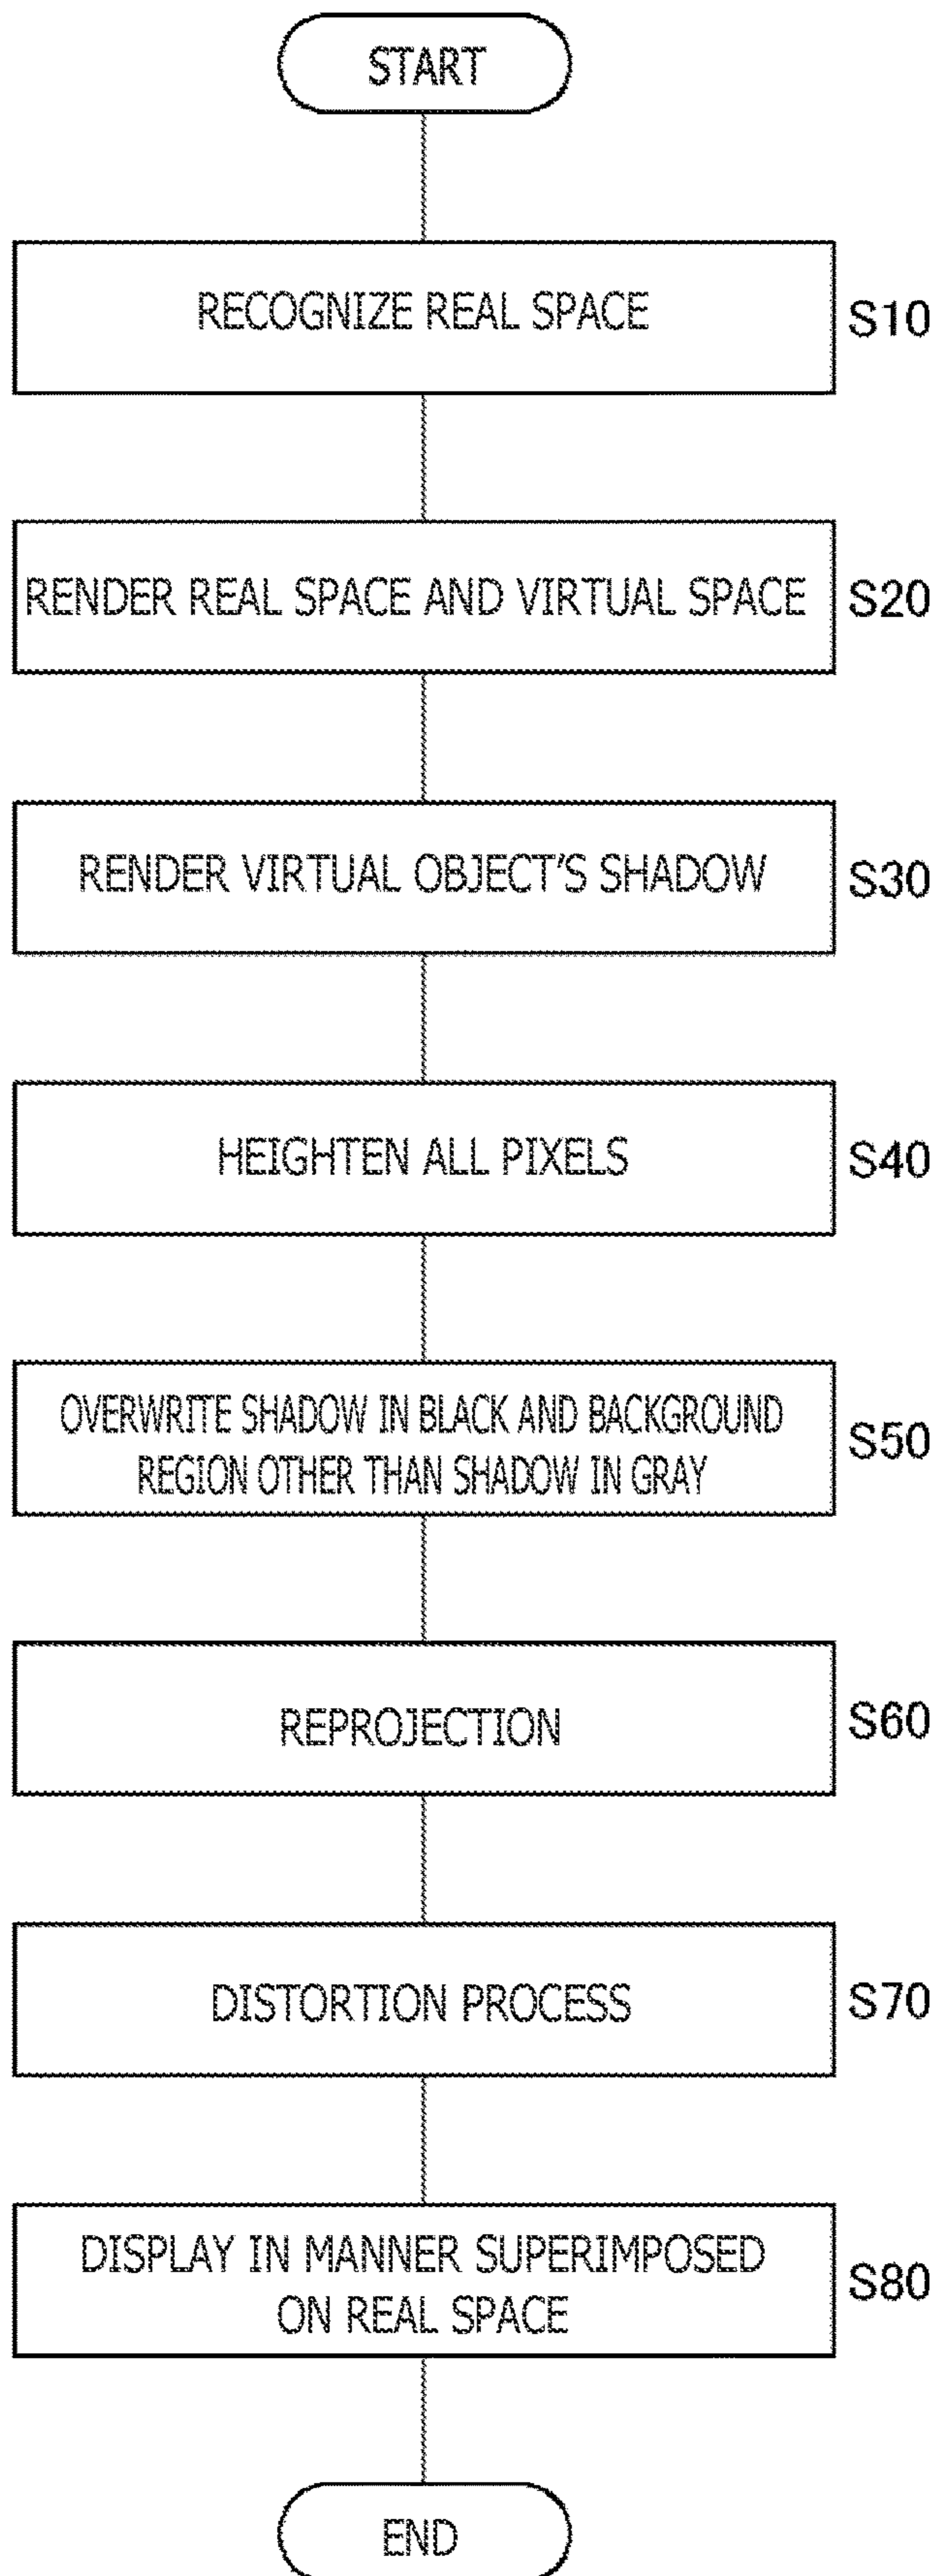 START
RECOGNIZE REAL SPACE
S10
RENDER REAL SPACE AND VIRTUAL SPACE
S20
RENDER VIRTUAL OBJECT'S SHADOW
S30
HEIGHTEN ALL PIXELS
S40
OVERWRITE SHADOW IN BLACK AND BACKGROUND
REGION OTHER THAN SHADOW IN GRAY
S50
REPROJECTION
S60
DISTORTION PROCESS
S70
DISPLAY IN MANNER SUPERIMPOSED
ON REAL SPACE
S80
END